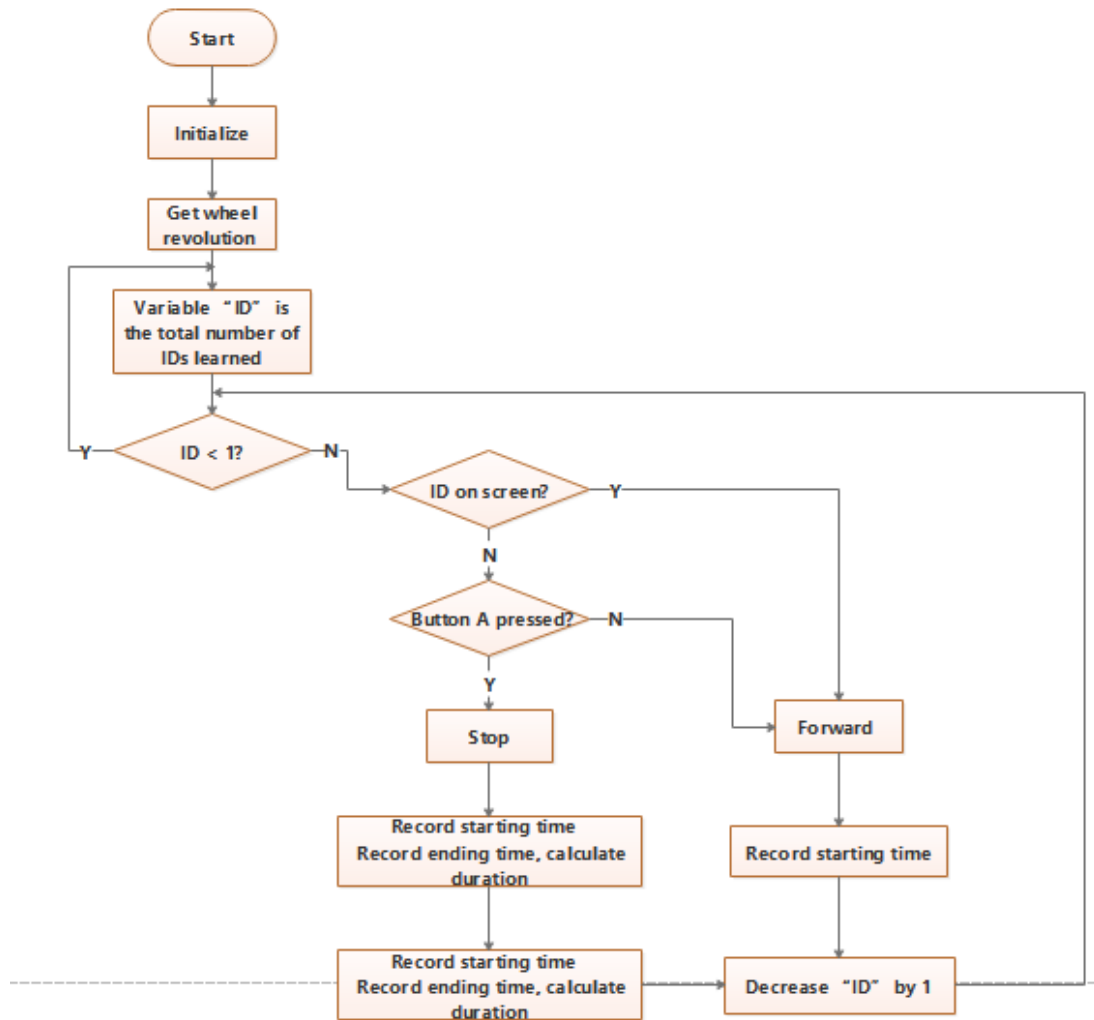 Start
Initialize
Get wheel
revolution
Variable “ID” is
the total number of
IDs learned
ID < 1?
Y
N
ID on screen?
Y
N
Button A pressed?
N
Y
Stop
Forward
Record starting time
Record ending time, calculate
duration
Record starting time
Record starting time
Record ending time, calculate
duration
Decrease “ID” by 1